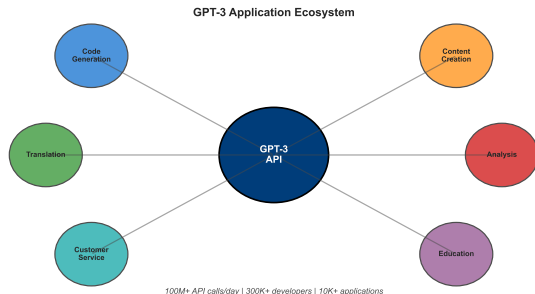 GPT-3 Application Ecosystem
Code
Generation
Content
Creation
Translation
GPT-3
API
Analysis
Customer
Service
Education
100M+ API calls/day | 300K+ developers | 10K+ applications